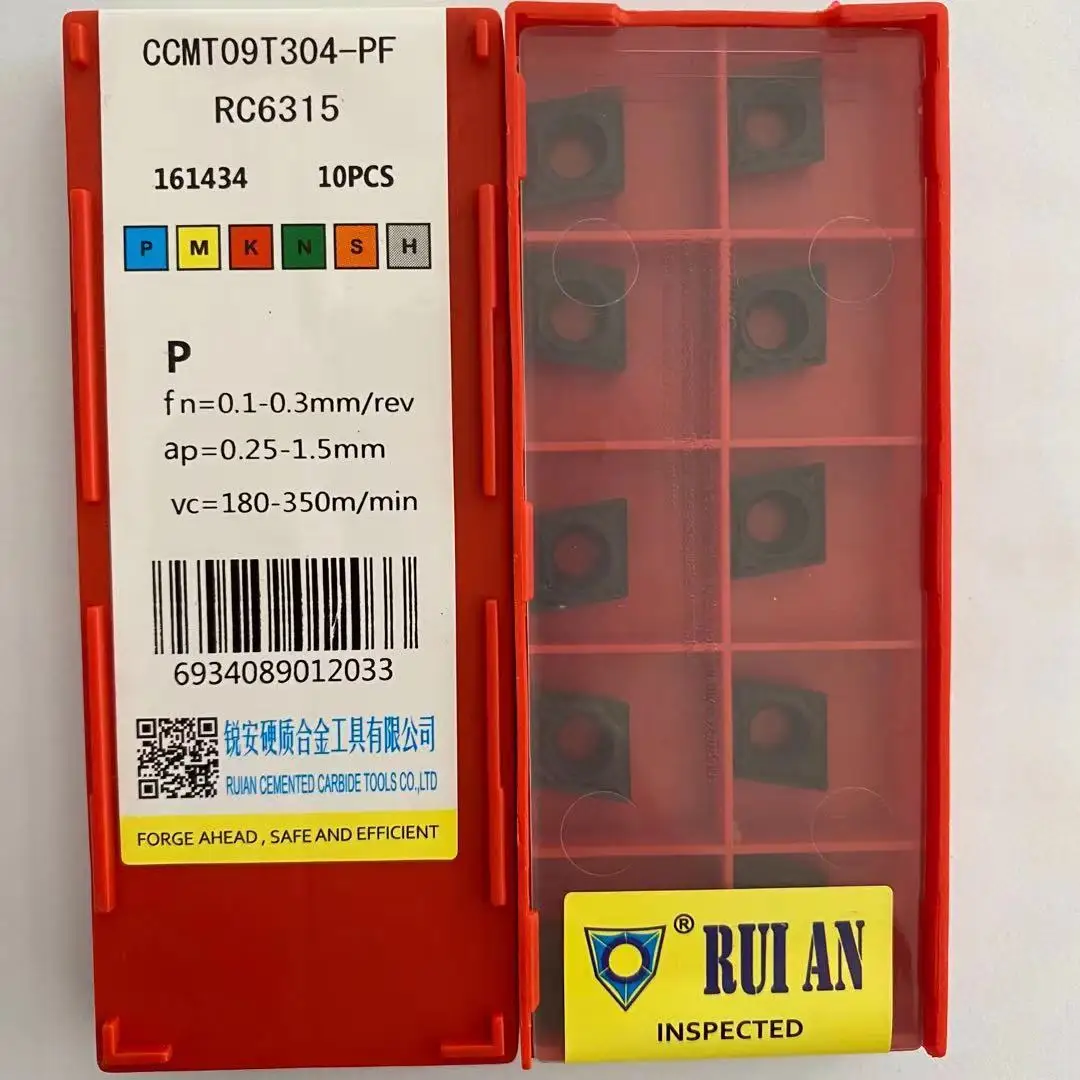 CCMT09T304-PF
RC6315
161434 10PCS
P M K N S H
P
fn=0.1-0.3mm/rev
ap=0.25-1.5mm
vc=180-350m/min
6934089012033
锐安硬质合金工具有限公司
RUIAN CEMENTED CARBIDE TOOLS CO.,LTD
FORGE AHEAD , SAFE AND EFFICIENT
® RUI AN
INSPECTED